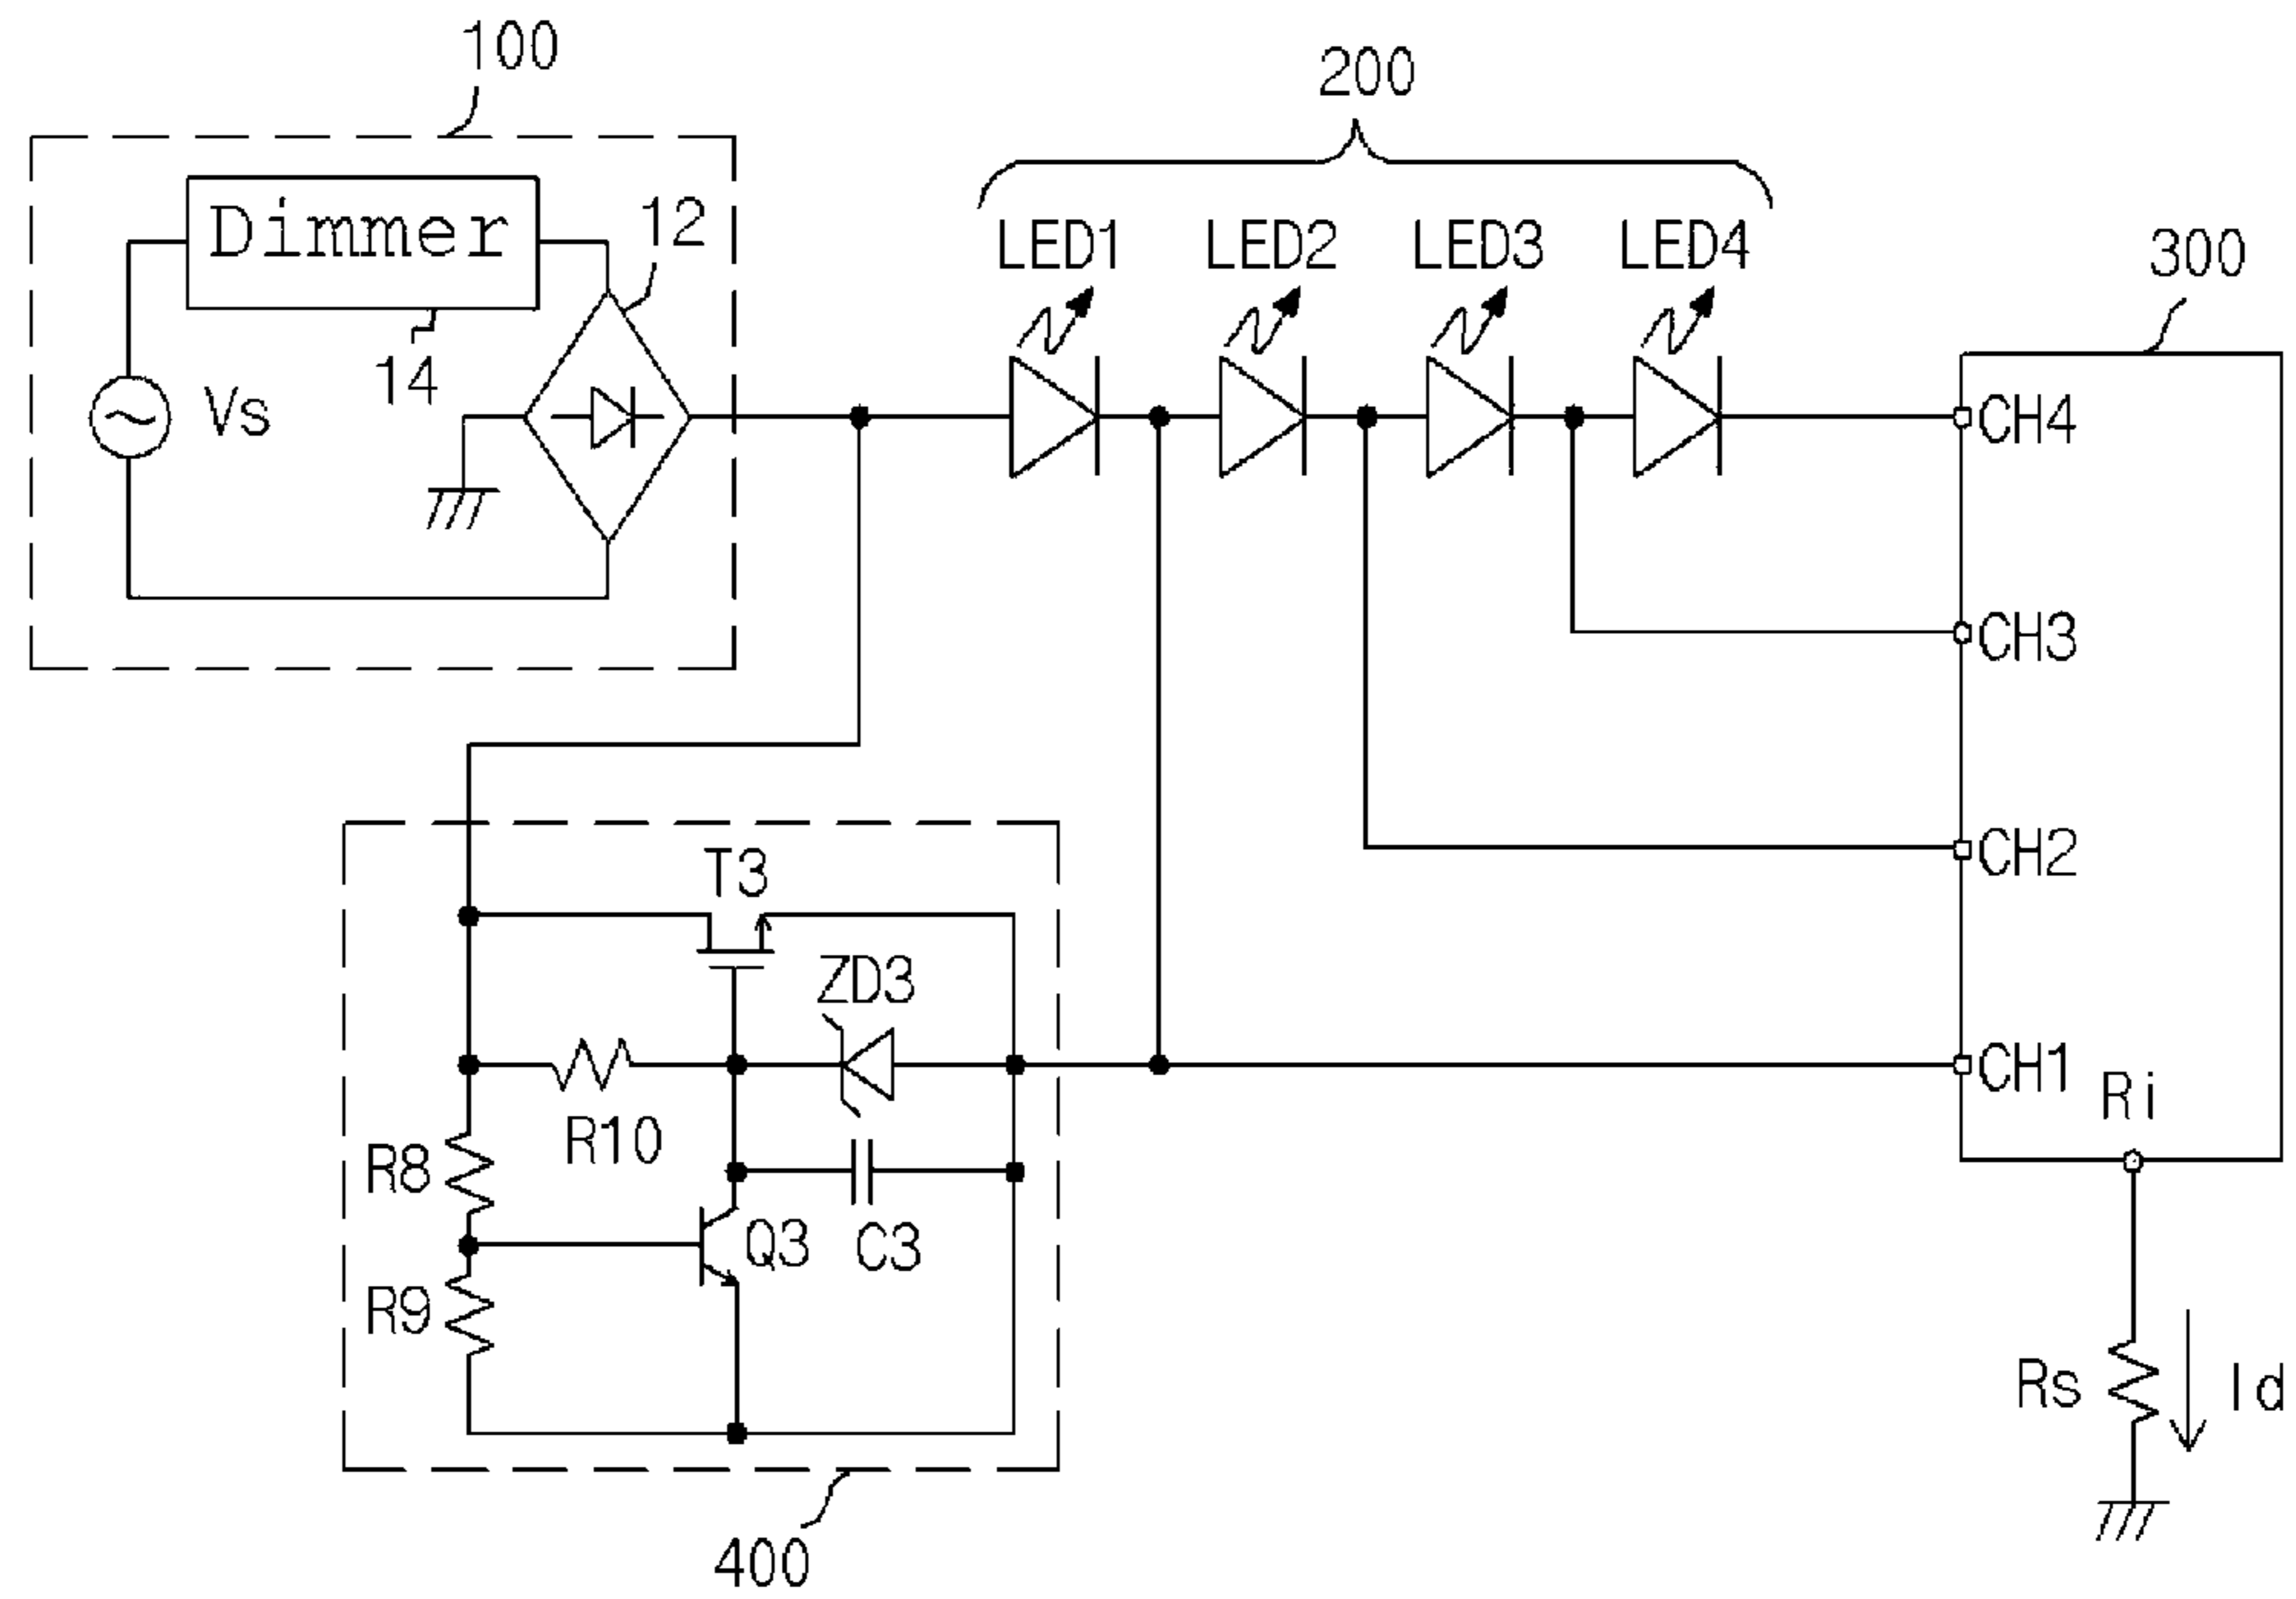 100
200
Dimmer
12
LED1 LED2 LED3 LED4
300
14
Vs
CH4
CH3
T3
CH2
ZD3
CH1
Ri
R10
R8
Q3
C3
R9
Rs
Id
400